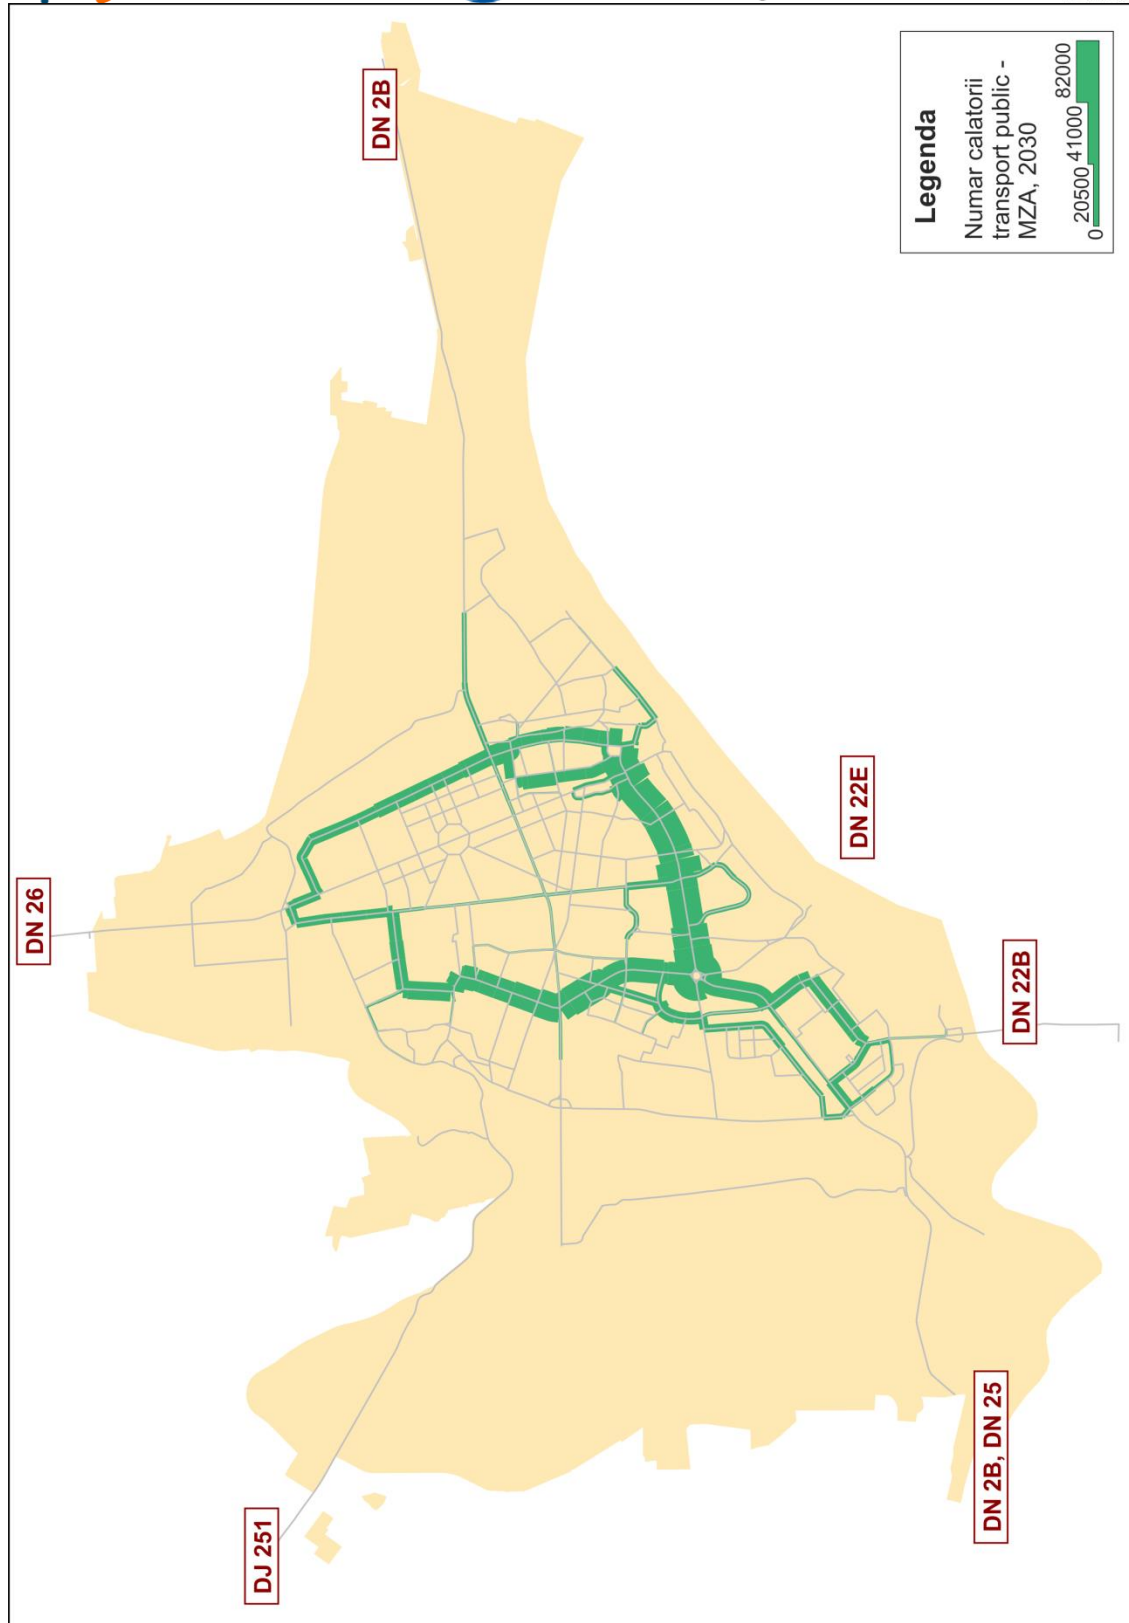 DN 2B
Legenda
Numar calatorii
transport public -
MZA, 2030
0 20500 41000 82000
DN 26
DN 22E
DN 22B
DJ 251
DN 2B, DN 25